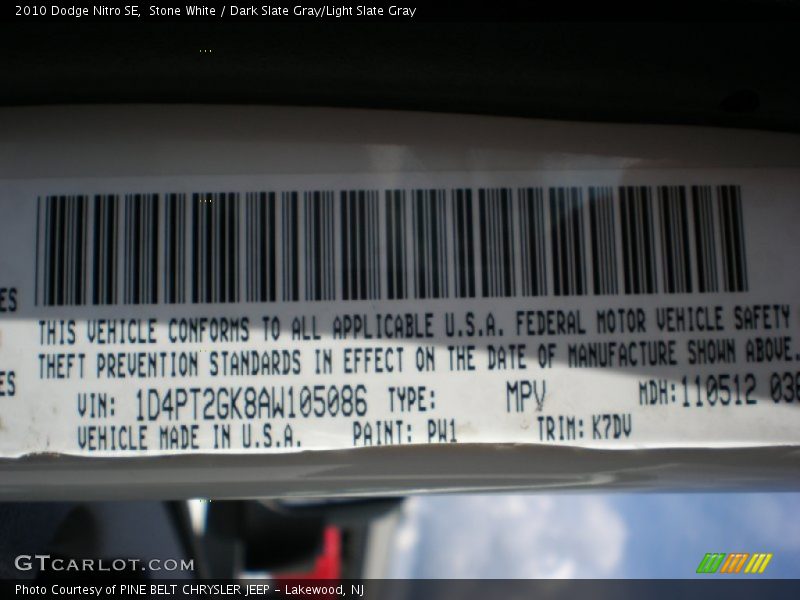 2010 Dodge Nitro SE, Stone White / Dark Slate Gray/Light Slate Gray
ES
THIS VEHICLE CONFORMS TO ALL APPLICABLE U.S.A. FEDERAL MOTOR VEHICLE SAFETY
THEFT PREVENTION STANDARDS IN EFFECT ON THE DATE OF MANUFACTURE SHOWN ABOVE.
ES
VIN: 1D4PT2GK8AW105086 TYPE: MPV MDH:110512 030
VEHICLE MADE IN U.S.A. PAINT: PW1 TRIM: K7DV
GTCARLOT.COM
Photo Courtesy of PINE BELT CHRYSLER JEEP - Lakewood, NJ